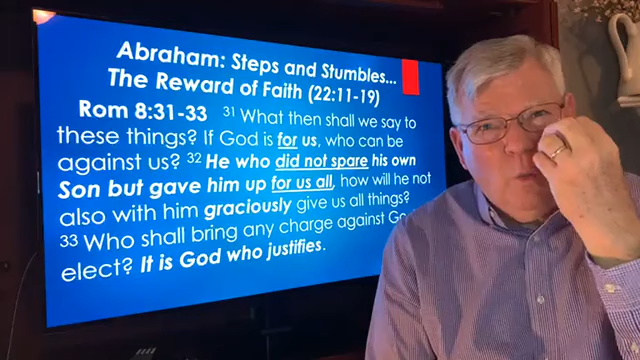 Abraham: Steps and Stumbles...
The Reward of Faith (22:11-19)
Rom 8:31-33 31 What then shall we say to
these things? If God is for us, who can be
against us? 32 He who did not spare his own
Son but gave him up for us all, how will he not
also with him graciously give us all things?
33 Who shall bring any charge against
elect? It is God who justifies.